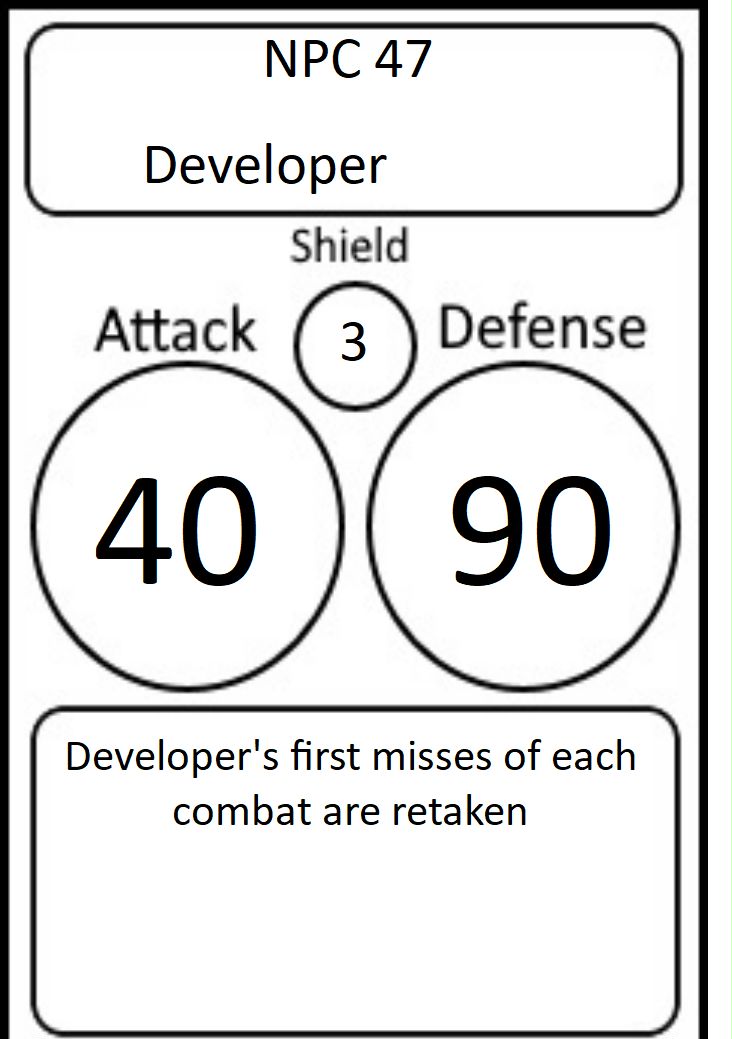 NPC 47
Developer
Shield
Attack
3
Defense
40
90
Developer's first misses of each
combat are retaken